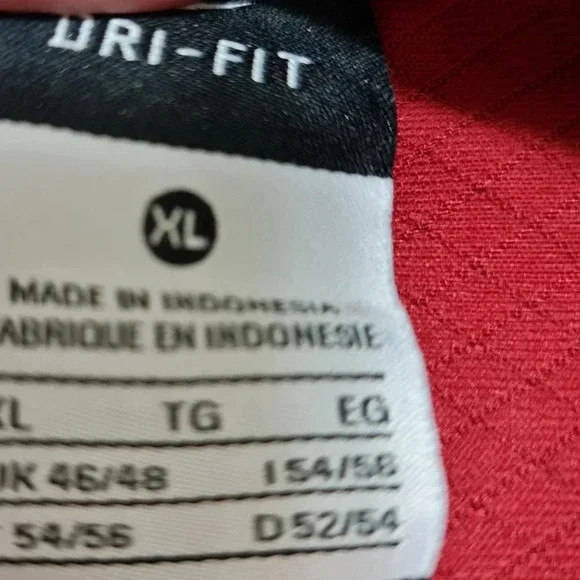 DRI-FIT
XL
MADE IN INDONESIA
FABRIQUE EN INDONESIE
XL TG EG
UK 46/48 I 54/56
54/56 D 52/54